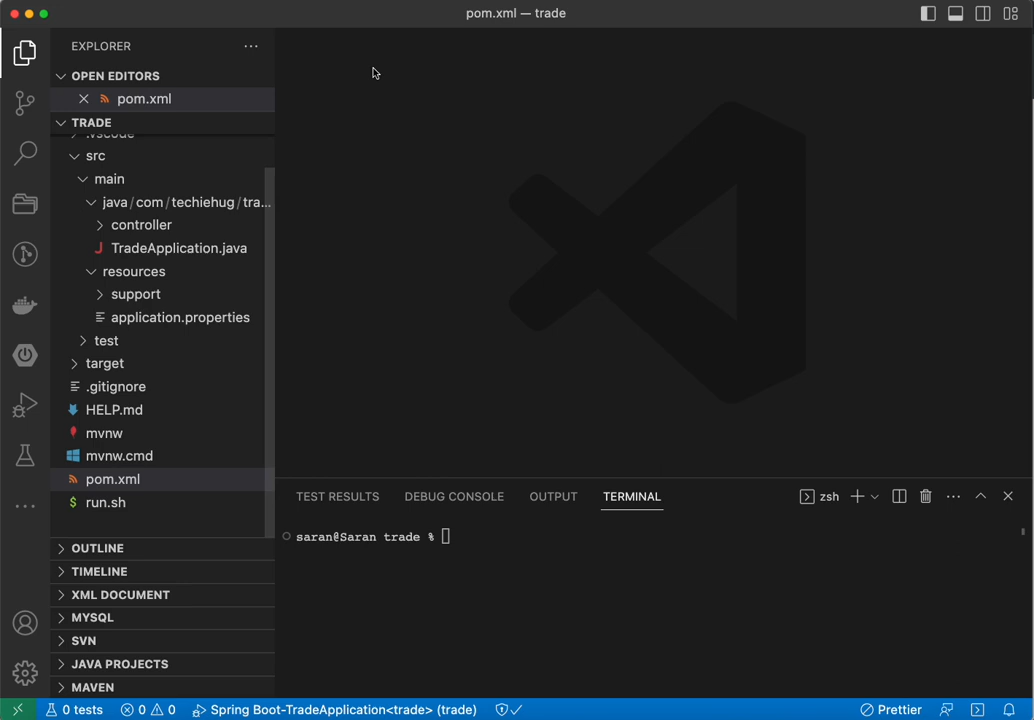 pom.xml — trade
EXPLORER
OPEN EDITORS
pom.xml
TRADE
.vscode
src
main
java/com/techiehug/tra...
controller
TradeApplication.java
resources
support
application.properties
test
target
.gitignore
HELP.md
mvnw
mvnw.cmd
pom.xml
$ run.sh
OUTLINE
TIMELINE
XML DOCUMENT
MYSQL
SVN
JAVA PROJECTS
MAVEN
TEST RESULTS DEBUG CONSOLE OUTPUT TERMINAL zsh
saran@Saran trade %
0 tests 0 0 Spring Boot-TradeApplication<trade> (trade) Prettier